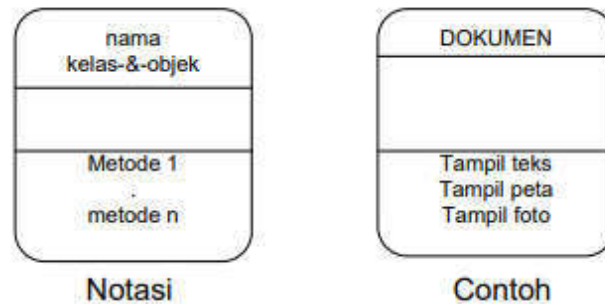 nama
kelas-&-objek
Metode 1
.
metode n
Notasi
DOKUMEN
Tampil teks
Tampil peta
Tampil foto
Contoh